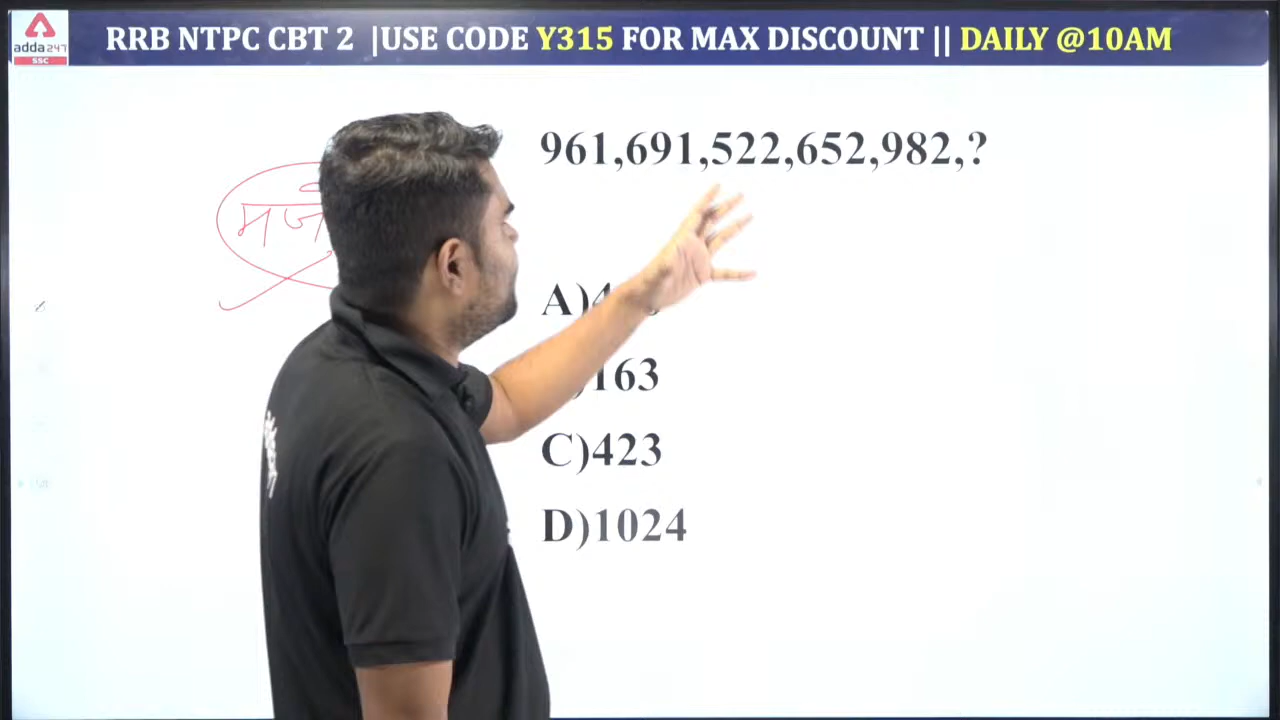 adda247
SSC
RRB NTPC CBT 2 |USE CODE Y315 FOR MAX DISCOUNT || DAILY @10AM
961,691,522,652,982,?
A)
163
C)423
D)1024